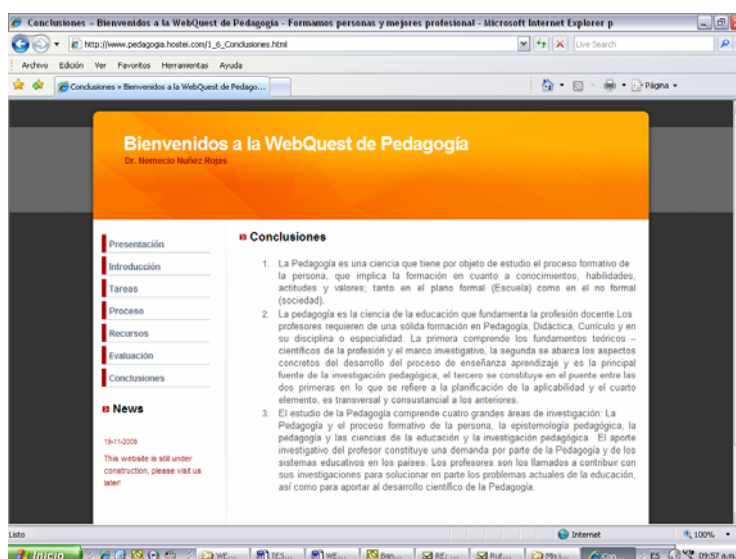 Conclusiones - Bienvenidos a la WebQuest de Pedagogía - Formamos personas y mejores profesional - Microsoft Internet Explorer p
http://www.pedagogia.hostei.com/1_6_Conclusiones.html
Live Search
Archivo Edición Ver Favoritos Herramientas Ayuda
Conclusiones » Bienvenidos a la WebQuest de Pedago...
Página
Bienvenidos a la WebQuest de Pedagogía
Dr. Nemecio Nuñez Rojas
Presentación
Introducción
Tareas
Proceso
Recursos
Evaluación
Conclusiones
News
19-11-2009
This website is still under
construction, please visit us
later!
Conclusiones
1. La Pedagogía es una ciencia que tiene por objeto de estudio el proceso formativo de
la persona, que implica la formación en cuanto a conocimientos, habilidades,
actitudes y valores; tanto en el plano formal (Escuela) como en el no formal
(sociedad).
2. La pedagogía es la ciencia de la educación que fundamenta la profesión docente.Los
profesores requieren de una sólida formación en Pedagogía, Didáctica, Currículo y en
su disciplina o especialidad. La primera comprende los fundamentos teóricos –
científicos de la profesión y el marco investigativo, la segunda se abarca los aspectos
concretos del desarrollo del proceso de enseñanza aprendizaje y es la principal
fuente de la investigación pedagógica, el tercero se constituye en el puente entre las
dos primeras en lo que se refiere a la planificación de la aplicabilidad y el cuarto
elemento, es transversal y consustancial a los anteriores.
3. El estudio de la Pedagogía comprende cuatro grandes áreas de investigación: La
Pedagogía y el proceso formativo de la persona, la epistemología pedagógica, la
pedagogía y las ciencias de la educación y la investigación pedagógica. El aporte
investigativo del profesor constituye una demanda por parte de la Pedagogía y de los
sistemas educativos en los países. Los profesores son los llamados a contribuir con
sus investigaciones para solucionar en parte los problemas actuales de la educación,
así como para aportar al desarrollo científico de la Pedagogía.
Listo
Internet
100%
Inicio
WE...
TES...
WE...
Ban...
RE: ...
Rut...
Mis i...
Con...
ES
09:57 a.m.